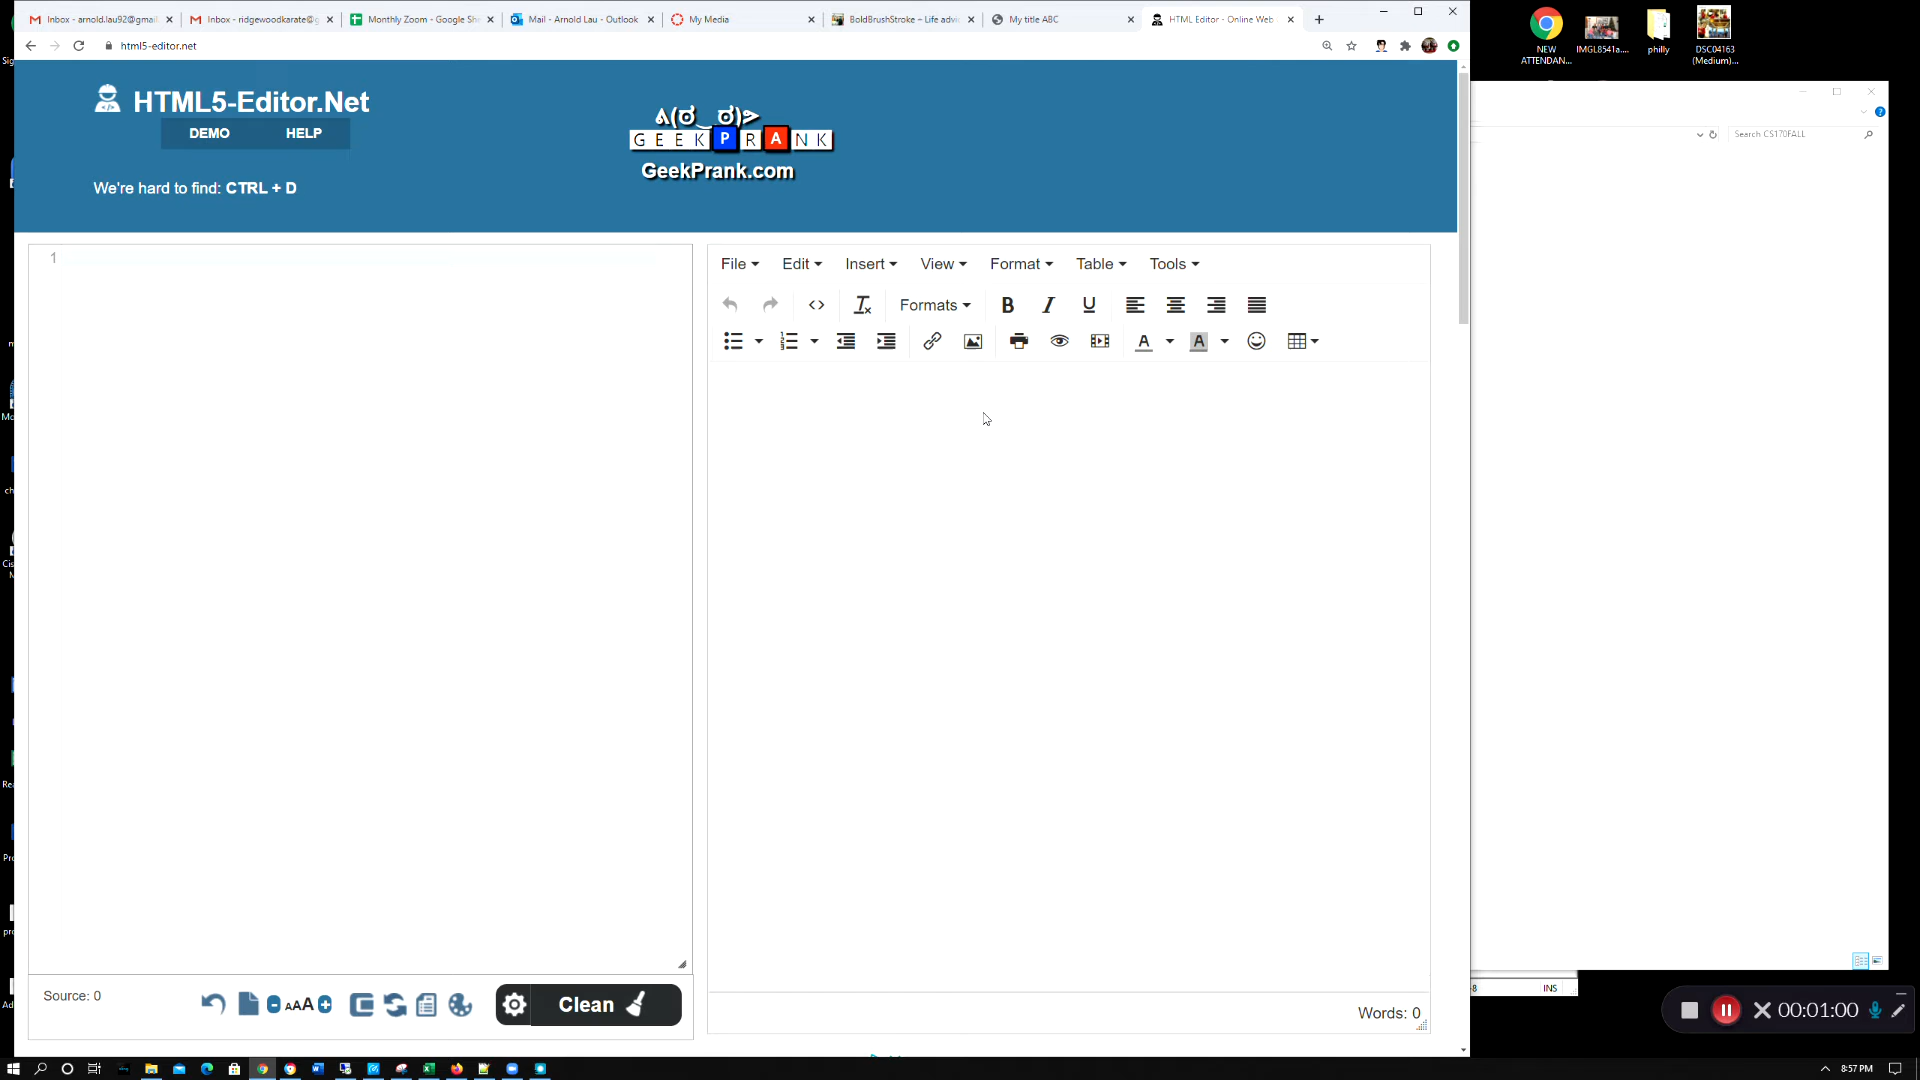 Inbox - arnold.lau92@gmail
Inbox - ridgewoodkarate@g
Monthly Zoom - Google She
Mail - Arnold Lau - Outlook
My Media
BoldBrushStroke – Life advic
My title ABC
HTML Editor - Online Web
html5-editor.net
HTML5-Editor.Net
DEMO
HELP
We're hard to find: CTRL + D
GEEKPRANK
GeekPrank.com
1
File
Edit
Insert
View
Format
Table
Tools
Formats
B
I
U
A
A
Source: 0
AAA
Clean
Words: 0
NEW
ATTENDAN...
IMGL8541a....
philly
DSC04163
(Medium)...
Search CS170FALL
INS
00:01:00
8:57 PM